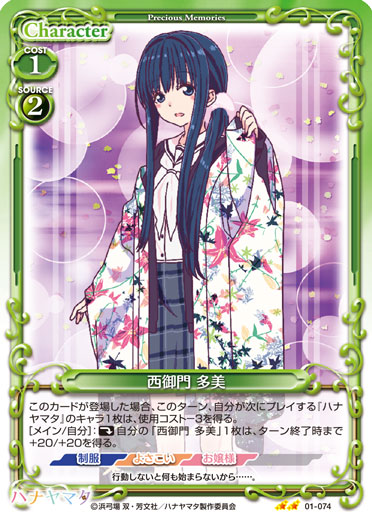 Precious Memories
Character
COST
1
SOURCE
2
西御門 多美
このカードが登場した場合、このターン、自分が次にプレイする『ハナ
ヤマタ』のキャラ1枚は、使用コスト-3を得る。
[メイン/自分]:自分の「西御門 多美」1枚は、ターン終了時まで
+20/+20を得る。
制服 よさこい お嬢様
行動しないと何も始まらないから……。
ハナヤマタ
©浜弓場 双・芳文社/ハナヤマタ製作委員会
01-074